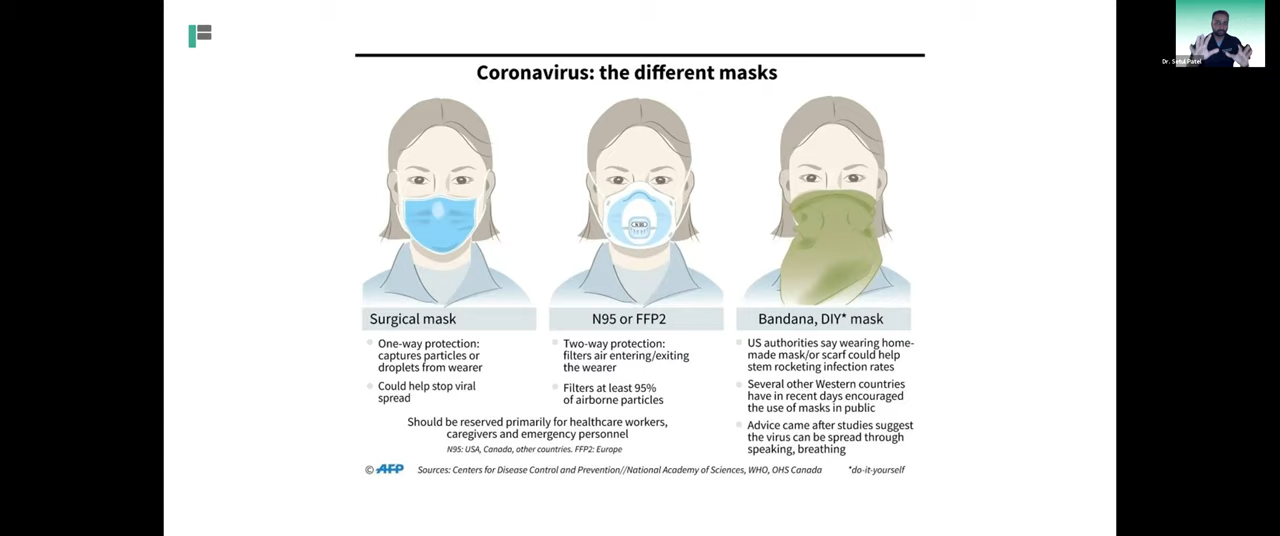 Dr. Setul Patel
Coronavirus: the different masks
N95
Surgical mask
One-way protection:
captures particles or
droplets from wearer
Could help stop viral
spread
N95 or FFP2
Two-way protection:
filters air entering/exiting
the wearer
Filters at least 95%
of airborne particles
Should be reserved primarily for healthcare workers,
caregivers and emergency personnel
N95: USA, Canada, other countries. FFP2: Europe
Bandana, DIY* mask
US authorities say wearing home-
made mask/or scarf could help
stem rocketing infection rates
Several other Western countries
have in recent days encouraged
the use of masks in public
Advice came after studies suggest
the virus can be spread through
speaking, breathing
© AFP Sources: Centers for Disease Control and Prevention//National Academy of Sciences, WHO, OHS Canada *do-it-yourself